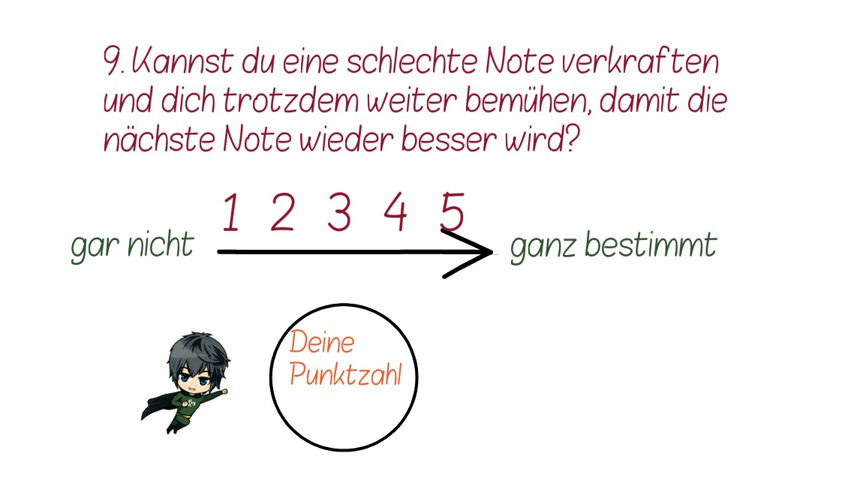 9. Kannst du eine schlechte Note verkraften
und dich trotzdem weiter bemühen, damit die
nächste Note wieder besser wird?
1 2 3 4 5
gar nicht
ganz bestimmt
Deine
Punktzahl